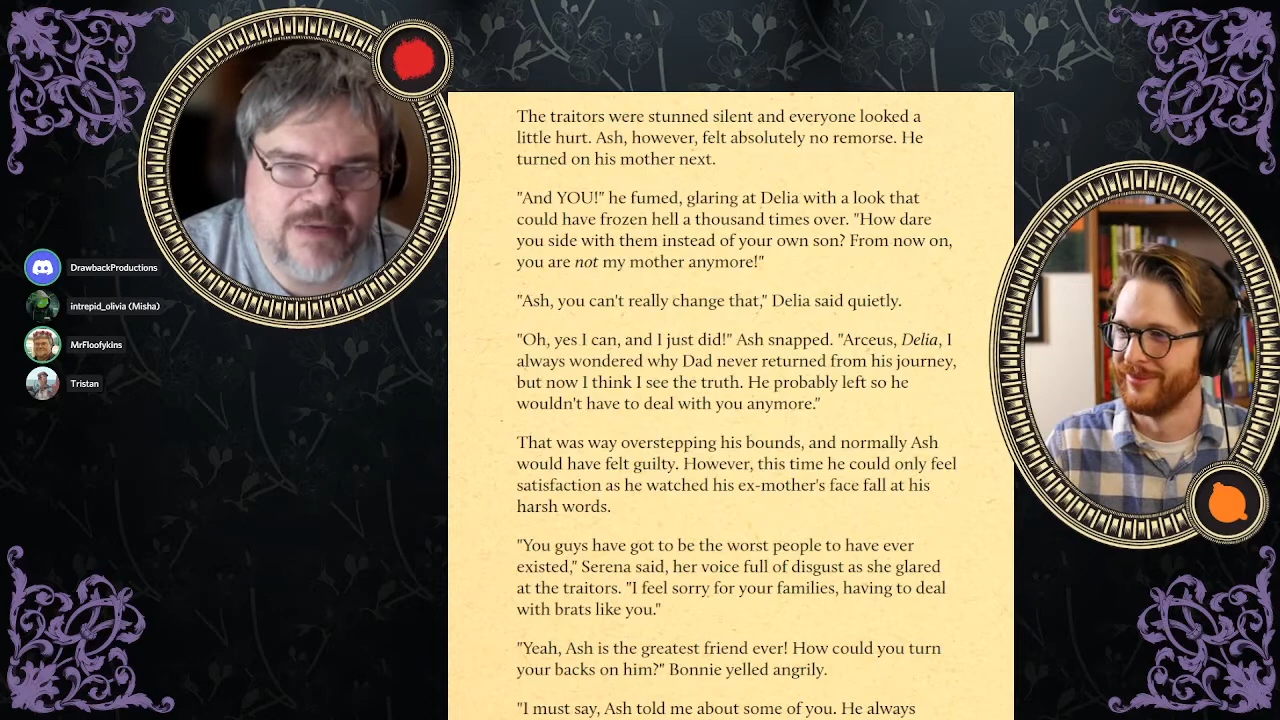 The traitors were stunned silent and everyone looked a
little hurt. Ash, however, felt absolutely no remorse. He
turned on his mother next.
"And YOU!" he fumed, glaring at Delia with a look that
could have frozen hell a thousand times over. "How dare
you side with them instead of your own son? From now on,
you are not my mother anymore!"
"Ash, you can't really change that," Delia said quietly.
"Oh, yes I can, and I just did!" Ash snapped. "Arceus, Delia, I
always wondered why Dad never returned from his journey,
but now I think I see the truth. He probably left so he
wouldn't have to deal with you anymore."
That was way overstepping his bounds, and normally Ash
would have felt guilty. However, this time he could only feel
satisfaction as he watched his ex-mother's face fall at his
harsh words.
"You guys have got to be the worst people to have ever
existed," Serena said, her voice full of disgust as she glared
at the traitors. "I feel sorry for your families, having to deal
with brats like you."
"Yeah, Ash is the greatest friend ever! How could you turn
your backs on him?" Bonnie yelled angrily.
"I must say, Ash told me about some of you. He always
DrawbackProductions
intrepid_olivia (Misha)
MrFloofykins
Tristan